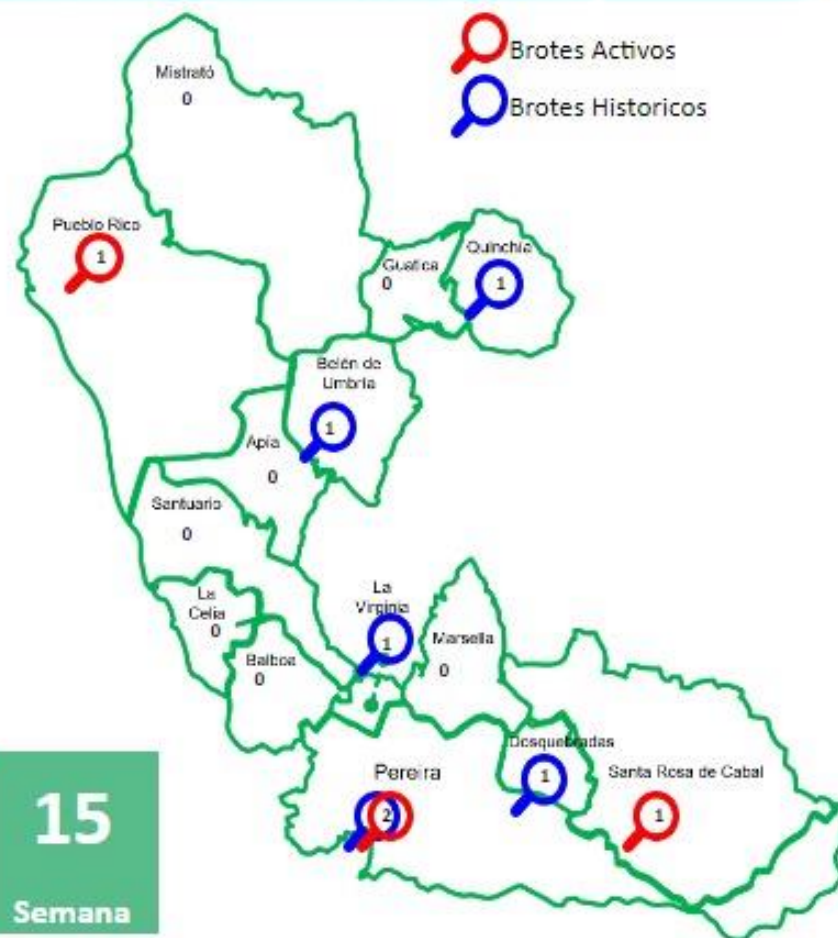 Brotes Activos
Brotes Historicos
Mistrató
0
Pueblo Rico
1
Guatica
0
Quinchia
1
Belén de
Umbría
1
Apía
0
Santuario
0
La
Celia
0
Balboa
0
La
Virginia
1
Marsella
0
Dosquebradas
1
Pereira
2
Santa Rosa de Cabal
1
15
Semana